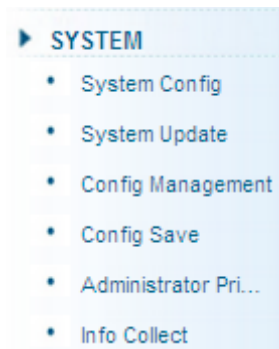 SYSTEM
System Config
System Update
Config Management
Config Save
Administrator Pri...
Info Collect